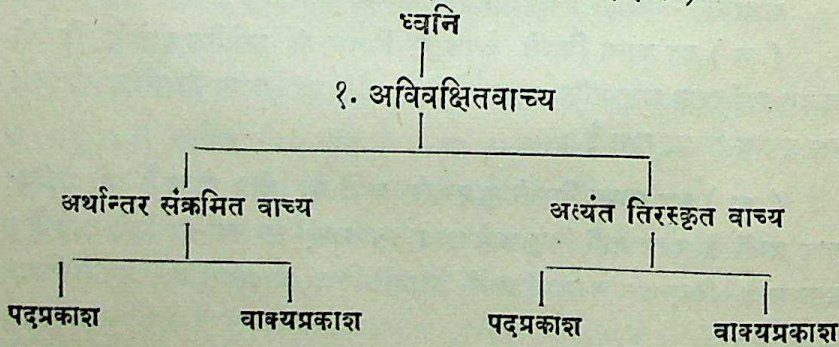 ध्वनि
१. अविवक्षितवाच्य
अर्थान्तर संक्रमित वाच्य अत्यंत तिरस्कृत वाच्य
पदप्रकाश वाक्यप्रकाश पदप्रकाश वाक्यप्रकाश